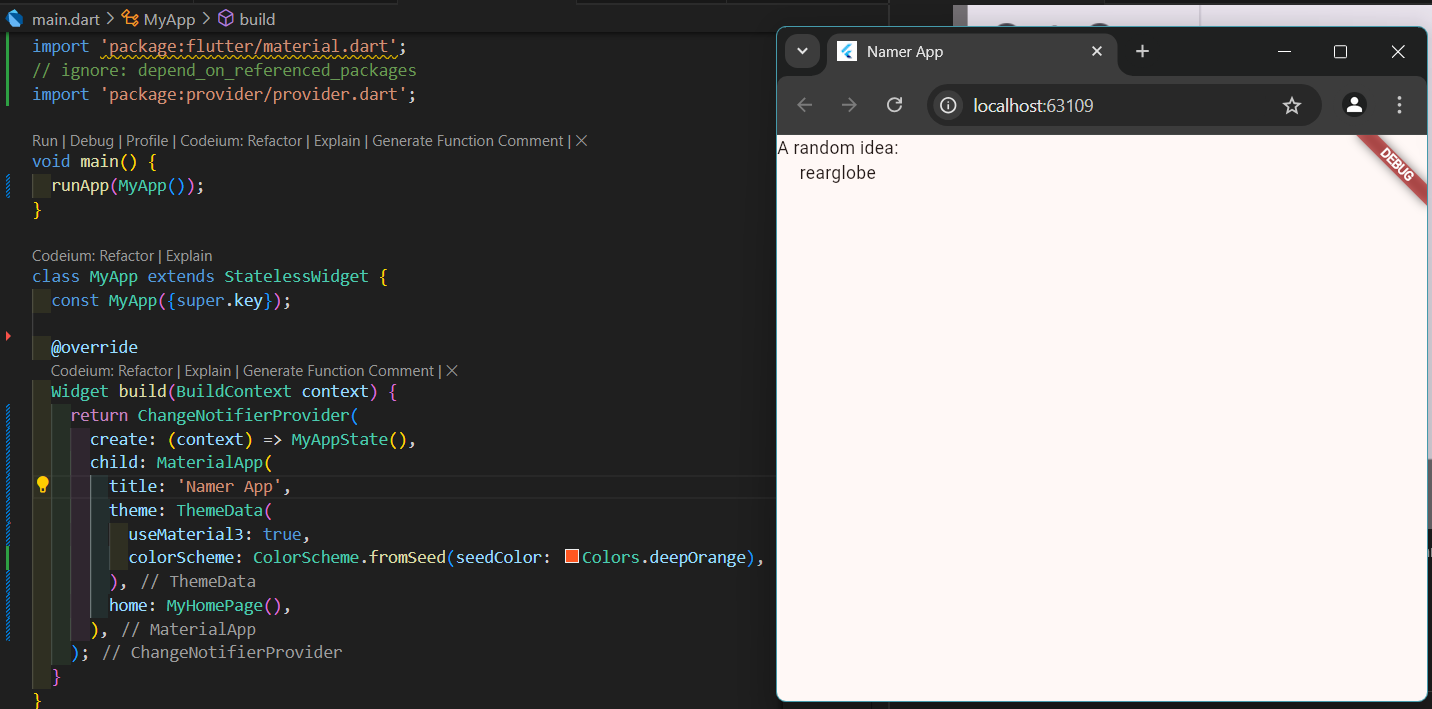 main.dart > MyApp > build
import 'package:flutter/material.dart';
// ignore: depend_on_referenced_packages
import 'package:provider/provider.dart';
Run | Debug | Profile | Codeium: Refactor | Explain | Generate Function Comment | ×
void main() {
runApp(MyApp());
}
Codeium: Refactor | Explain
class MyApp extends StatelessWidget {
const MyApp({super.key});
@override
Codeium: Refactor | Explain | Generate Function Comment | ×
Widget build(BuildContext context) {
return ChangeNotifierProvider(
create: (context) => MyAppState(),
child: MaterialApp(
title: 'Namer App',
theme: ThemeData(
useMaterial3: true,
colorScheme: ColorScheme.fromSeed(seedColor: Colors.deepOrange),
), // ThemeData
home: MyHomePage(),
), // MaterialApp
); // ChangeNotifierProvider
}
}
Namer App
localhost:63109
A random idea:
rearglobe
DEBUG